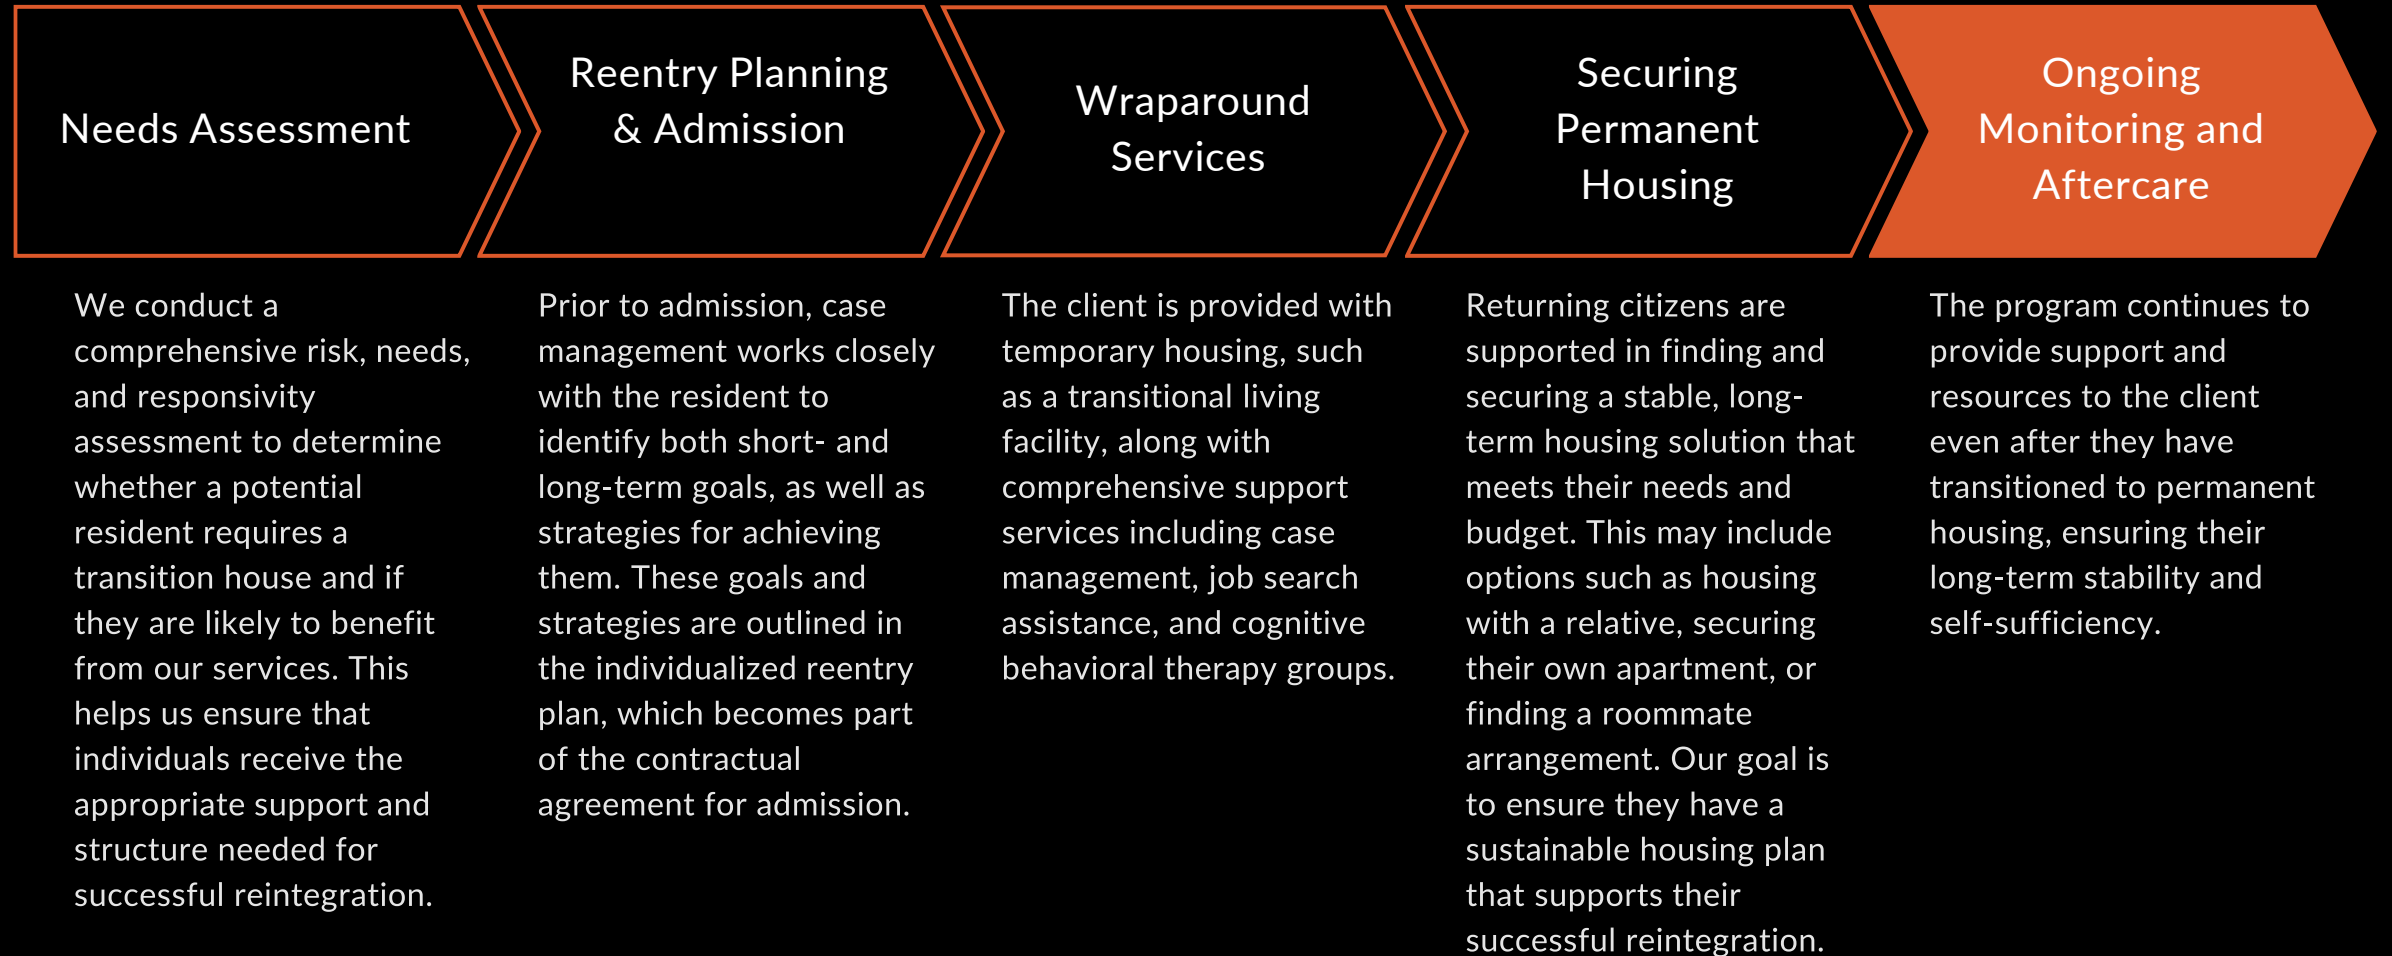 Needs Assessment
Reentry Planning
& Admission
Wraparound
Services
Securing
Permanent
Housing
Ongoing
Monitoring and
Aftercare
We conduct a
comprehensive risk, needs,
and responsivity
assessment to determine
whether a potential
resident requires a
transition house and if
they are likely to benefit
from our services. This
helps us ensure that
individuals receive the
appropriate support and
structure needed for
successful reintegration.
Prior to admission, case
management works closely
with the resident to
identify both short- and
long-term goals, as well as
strategies for achieving
them. These goals and
strategies are outlined in
the individualized reentry
plan, which becomes part
of the contractual
agreement for admission.
The client is provided with
temporary housing, such
as a transitional living
facility, along with
comprehensive support
services including case
management, job search
assistance, and cognitive
behavioral therapy groups.
Returning citizens are
supported in finding and
securing a stable, long-
term housing solution that
meets their needs and
budget. This may include
options such as housing
with a relative, securing
their own apartment, or
finding a roommate
arrangement. Our goal is
to ensure they have a
sustainable housing plan
that supports their
successful reintegration.
The program continues to
provide support and
resources to the client
even after they have
transitioned to permanent
housing, ensuring their
long-term stability and
self-sufficiency.